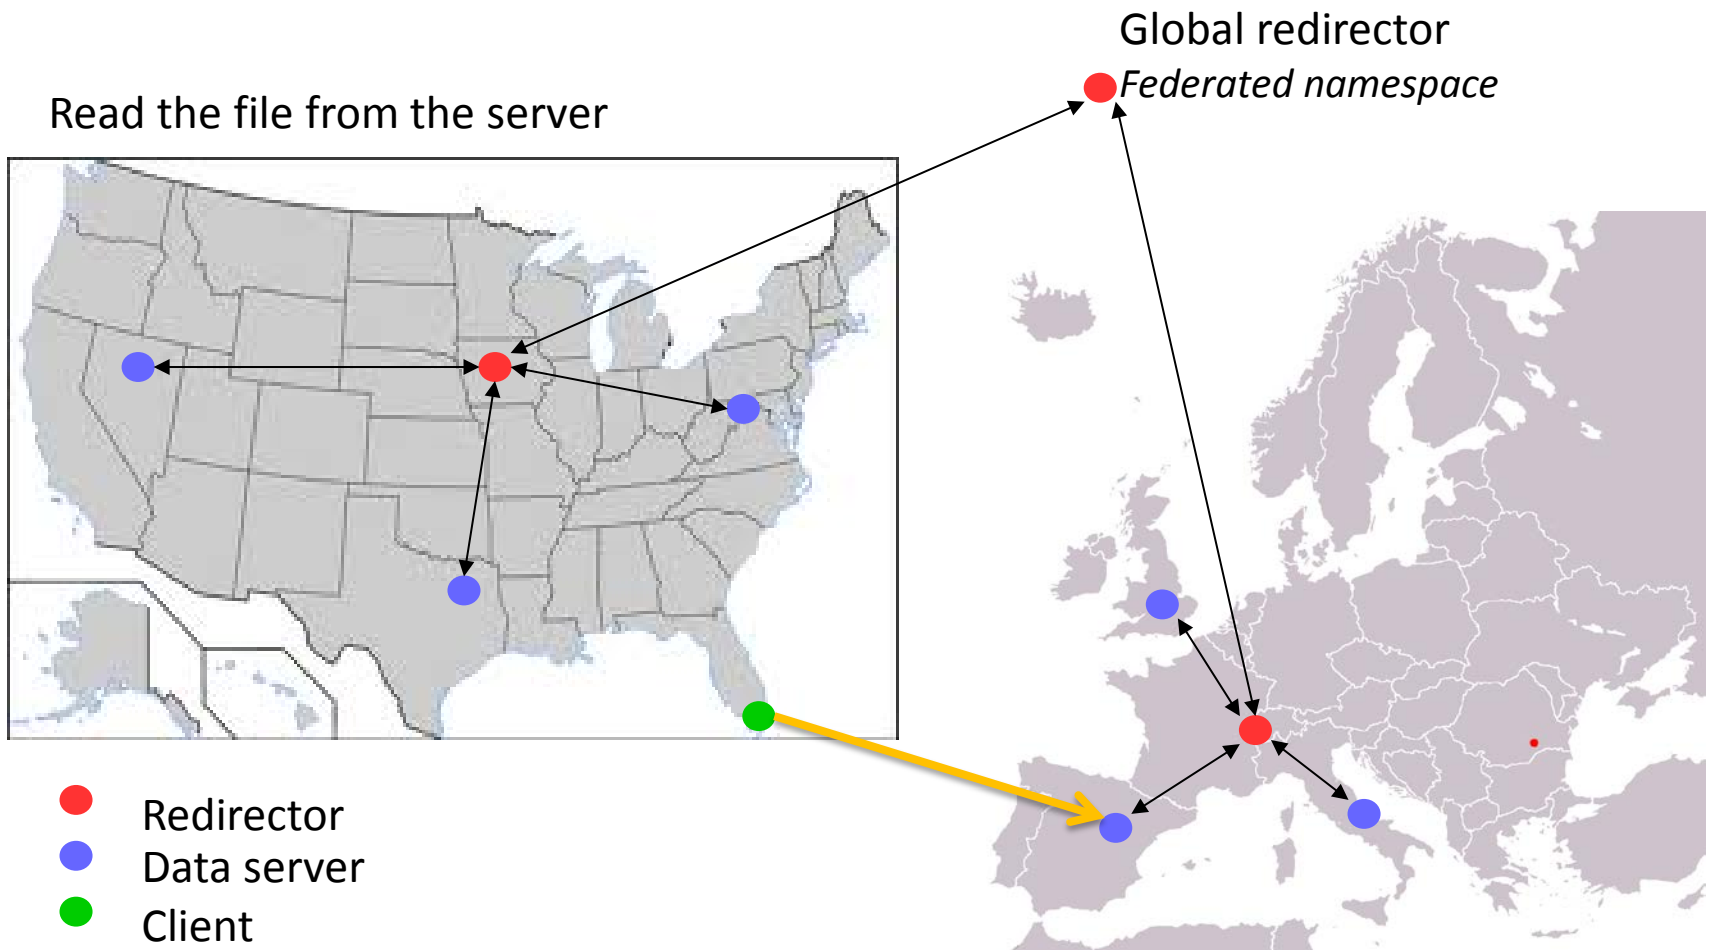 Global redirector
Federated namespace
Read the file from the server
Redirector
Data server
Client